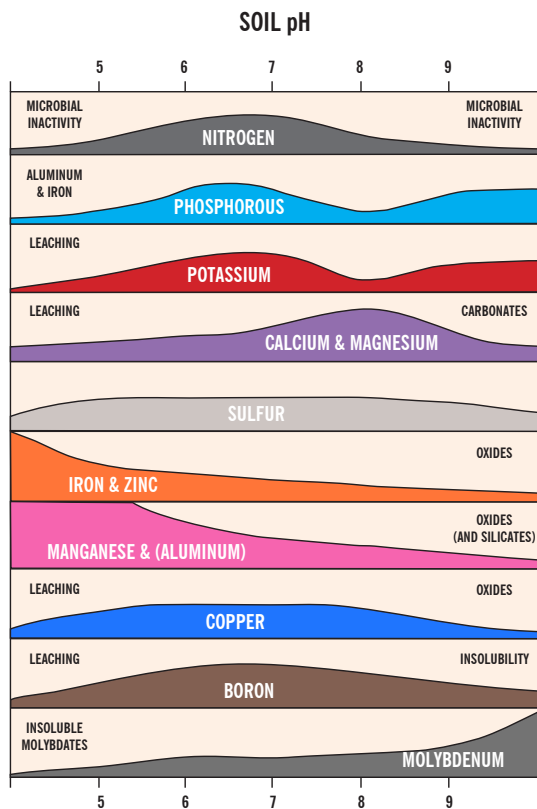 SOIL pH
5 6 7 8 9
MICROBIAL
INACTIVITY
NITROGEN
MICROBIAL
INACTIVITY
ALUMINUM
& IRON
PHOSPHOROUS
LEACHING
POTASSIUM
LEACHING
CALCIUM & MAGNESIUM
CARBONATES
SULFUR
IRON & ZINC
OXIDES
MANGANESE & (ALUMINUM)
OXIDES
(AND SILICATES)
LEACHING
COPPER
OXIDES
LEACHING
BORON
INSOLUBILITY
INSOLUBLE
MOLYBDATES
MOLYBDENUM
5 6 7 8 9